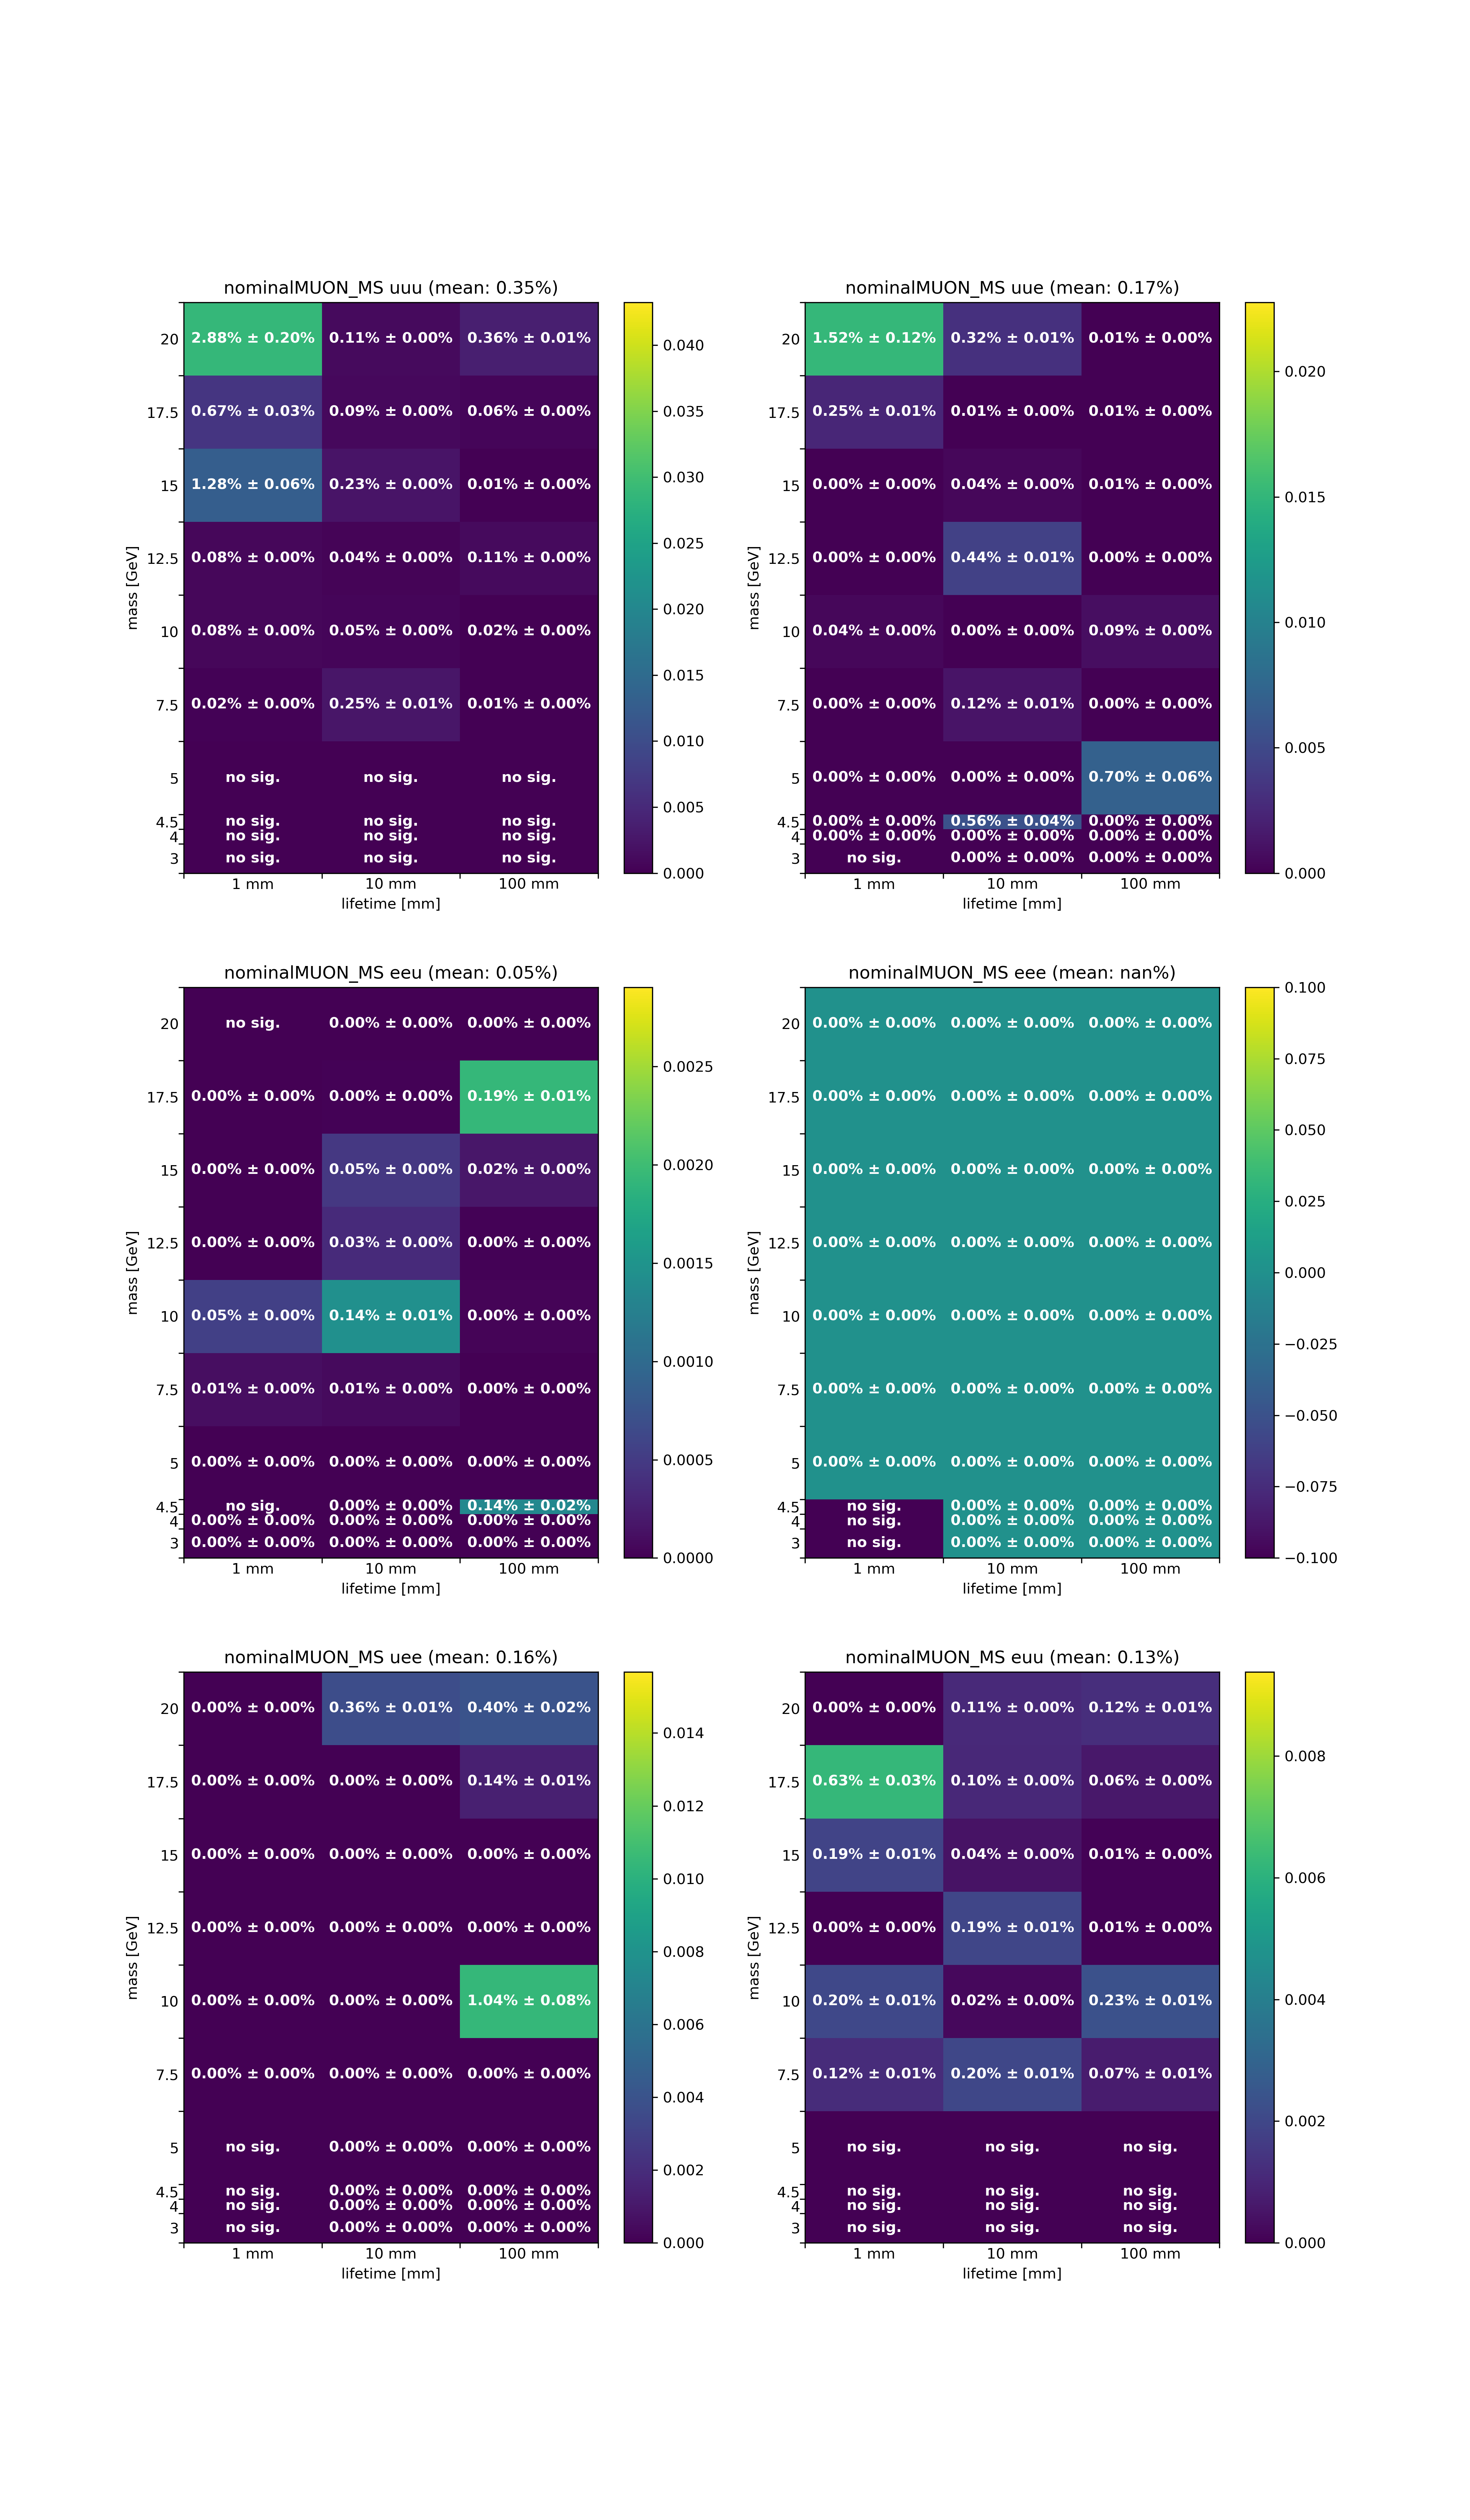 nominalMUON_MS uuu (mean: 0.35%)
20 2.88% ± 0.20% 0.11% ± 0.00% 0.36% ± 0.01%
17.5 0.67% ± 0.03% 0.09% ± 0.00% 0.06% ± 0.00%
15 1.28% ± 0.06% 0.23% ± 0.00% 0.01% ± 0.00%
12.5 0.08% ± 0.00% 0.04% ± 0.00% 0.11% ± 0.00%
10 0.08% ± 0.00% 0.05% ± 0.00% 0.02% ± 0.00%
7.5 0.02% ± 0.00% 0.25% ± 0.01% 0.01% ± 0.00%
5 no sig. no sig. no sig.
4.5 no sig. no sig. no sig.
4 no sig. no sig. no sig.
3 no sig. no sig. no sig.
1 mm 10 mm 100 mm
lifetime [mm]
mass [GeV]
0.040
0.035
0.030
0.025
0.020
0.015
0.010
0.005
0.000
nominalMUON_MS uue (mean: 0.17%)
20 1.52% ± 0.12% 0.32% ± 0.01% 0.01% ± 0.00%
17.5 0.25% ± 0.01% 0.01% ± 0.00% 0.01% ± 0.00%
15 0.00% ± 0.00% 0.04% ± 0.00% 0.01% ± 0.00%
12.5 0.00% ± 0.00% 0.44% ± 0.01% 0.00% ± 0.00%
10 0.04% ± 0.00% 0.00% ± 0.00% 0.09% ± 0.00%
7.5 0.00% ± 0.00% 0.12% ± 0.01% 0.00% ± 0.00%
5 0.00% ± 0.00% 0.00% ± 0.00% 0.70% ± 0.06%
4.5 0.00% ± 0.00% 0.56% ± 0.04% 0.00% ± 0.00%
4 0.00% ± 0.00% 0.00% ± 0.00% 0.00% ± 0.00%
3 no sig. 0.00% ± 0.00% 0.00% ± 0.00%
1 mm 10 mm 100 mm
lifetime [mm]
mass [GeV]
0.020
0.015
0.010
0.005
0.000
nominalMUON_MS eeu (mean: 0.05%)
20 no sig. 0.00% ± 0.00% 0.00% ± 0.00%
17.5 0.00% ± 0.00% 0.00% ± 0.00% 0.19% ± 0.01%
15 0.00% ± 0.00% 0.05% ± 0.00% 0.02% ± 0.00%
12.5 0.00% ± 0.00% 0.03% ± 0.00% 0.00% ± 0.00%
10 0.05% ± 0.00% 0.14% ± 0.01% 0.00% ± 0.00%
7.5 0.01% ± 0.00% 0.01% ± 0.00% 0.00% ± 0.00%
5 0.00% ± 0.00% 0.00% ± 0.00% 0.00% ± 0.00%
4.5 no sig. 0.00% ± 0.00% 0.14% ± 0.02%
4 0.00% ± 0.00% 0.00% ± 0.00% 0.00% ± 0.00%
3 0.00% ± 0.00% 0.00% ± 0.00% 0.00% ± 0.00%
1 mm 10 mm 100 mm
lifetime [mm]
mass [GeV]
0.0025
0.0020
0.0015
0.0010
0.0005
0.0000
nominalMUON_MS eee (mean: nan%)
20 0.00% ± 0.00% 0.00% ± 0.00% 0.00% ± 0.00%
17.5 0.00% ± 0.00% 0.00% ± 0.00% 0.00% ± 0.00%
15 0.00% ± 0.00% 0.00% ± 0.00% 0.00% ± 0.00%
12.5 0.00% ± 0.00% 0.00% ± 0.00% 0.00% ± 0.00%
10 0.00% ± 0.00% 0.00% ± 0.00% 0.00% ± 0.00%
7.5 0.00% ± 0.00% 0.00% ± 0.00% 0.00% ± 0.00%
5 0.00% ± 0.00% 0.00% ± 0.00% 0.00% ± 0.00%
4.5 no sig. 0.00% ± 0.00% 0.00% ± 0.00%
4 no sig. 0.00% ± 0.00% 0.00% ± 0.00%
3 no sig. 0.00% ± 0.00% 0.00% ± 0.00%
1 mm 10 mm 100 mm
lifetime [mm]
mass [GeV]
0.100
0.075
0.050
0.025
0.000
−0.025
−0.050
−0.075
−0.100
nominalMUON_MS uee (mean: 0.16%)
20 0.00% ± 0.00% 0.36% ± 0.01% 0.40% ± 0.02%
17.5 0.00% ± 0.00% 0.00% ± 0.00% 0.14% ± 0.01%
15 0.00% ± 0.00% 0.00% ± 0.00% 0.00% ± 0.00%
12.5 0.00% ± 0.00% 0.00% ± 0.00% 0.00% ± 0.00%
10 0.00% ± 0.00% 0.00% ± 0.00% 1.04% ± 0.08%
7.5 0.00% ± 0.00% 0.00% ± 0.00% 0.00% ± 0.00%
5 no sig. 0.00% ± 0.00% 0.00% ± 0.00%
4.5 no sig. 0.00% ± 0.00% 0.00% ± 0.00%
4 no sig. 0.00% ± 0.00% 0.00% ± 0.00%
3 no sig. 0.00% ± 0.00% 0.00% ± 0.00%
1 mm 10 mm 100 mm
lifetime [mm]
mass [GeV]
0.014
0.012
0.010
0.008
0.006
0.004
0.002
0.000
nominalMUON_MS euu (mean: 0.13%)
20 0.00% ± 0.00% 0.11% ± 0.00% 0.12% ± 0.01%
17.5 0.63% ± 0.03% 0.10% ± 0.00% 0.06% ± 0.00%
15 0.19% ± 0.01% 0.04% ± 0.00% 0.01% ± 0.00%
12.5 0.00% ± 0.00% 0.19% ± 0.01% 0.01% ± 0.00%
10 0.20% ± 0.01% 0.02% ± 0.00% 0.23% ± 0.01%
7.5 0.12% ± 0.01% 0.20% ± 0.01% 0.07% ± 0.01%
5 no sig. no sig. no sig.
4.5 no sig. no sig. no sig.
4 no sig. no sig. no sig.
3 no sig. no sig. no sig.
1 mm 10 mm 100 mm
lifetime [mm]
mass [GeV]
0.008
0.006
0.004
0.002
0.000